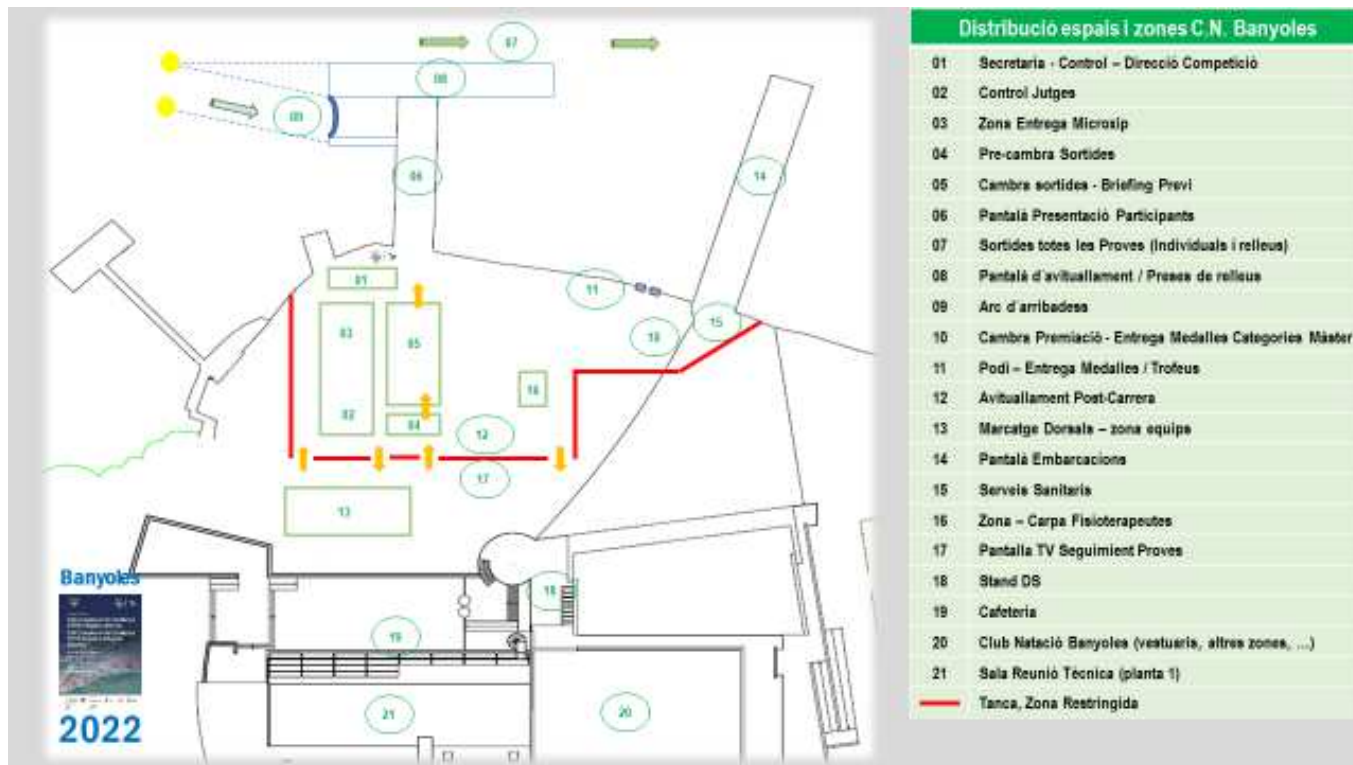 07
08
09
06
14
01
11
15
10
03
05
16
02
04
12
17
13
18
19
21
20
Banyoles
2022
Distribució espais i zones C.N. Banyoles
01 Secretaria - Control – Direcció Competició
02 Control Jutges
03 Zona Entrega Microxip
04 Pre-cambra Sortides
05 Cambra sortides - Briefing Previ
06 Pantalà Presentació Participants
07 Sortides totes les Proves (Individuals i relleus)
08 Pantalà d'avituallament / Preses de relleus
09 Arc d'arribadess
10 Cambra Premiació - Entrega Medalles Categories Màster
11 Podi – Entrega Medalles / Trofeus
12 Avituallament Post-Carrera
13 Marcatge Dorsals – zona equips
14 Pantalà Embarcacions
15 Serveis Sanitaris
16 Zona – Carpa Fisioterapeutes
17 Pantalla TV Seguimient Proves
18 Stand DS
19 Cafeteria
20 Club Natació Banyoles (vestuaris, altres zones, ...)
21 Sala Reunió Tècnica (planta 1)
Tanca, Zona Restringida